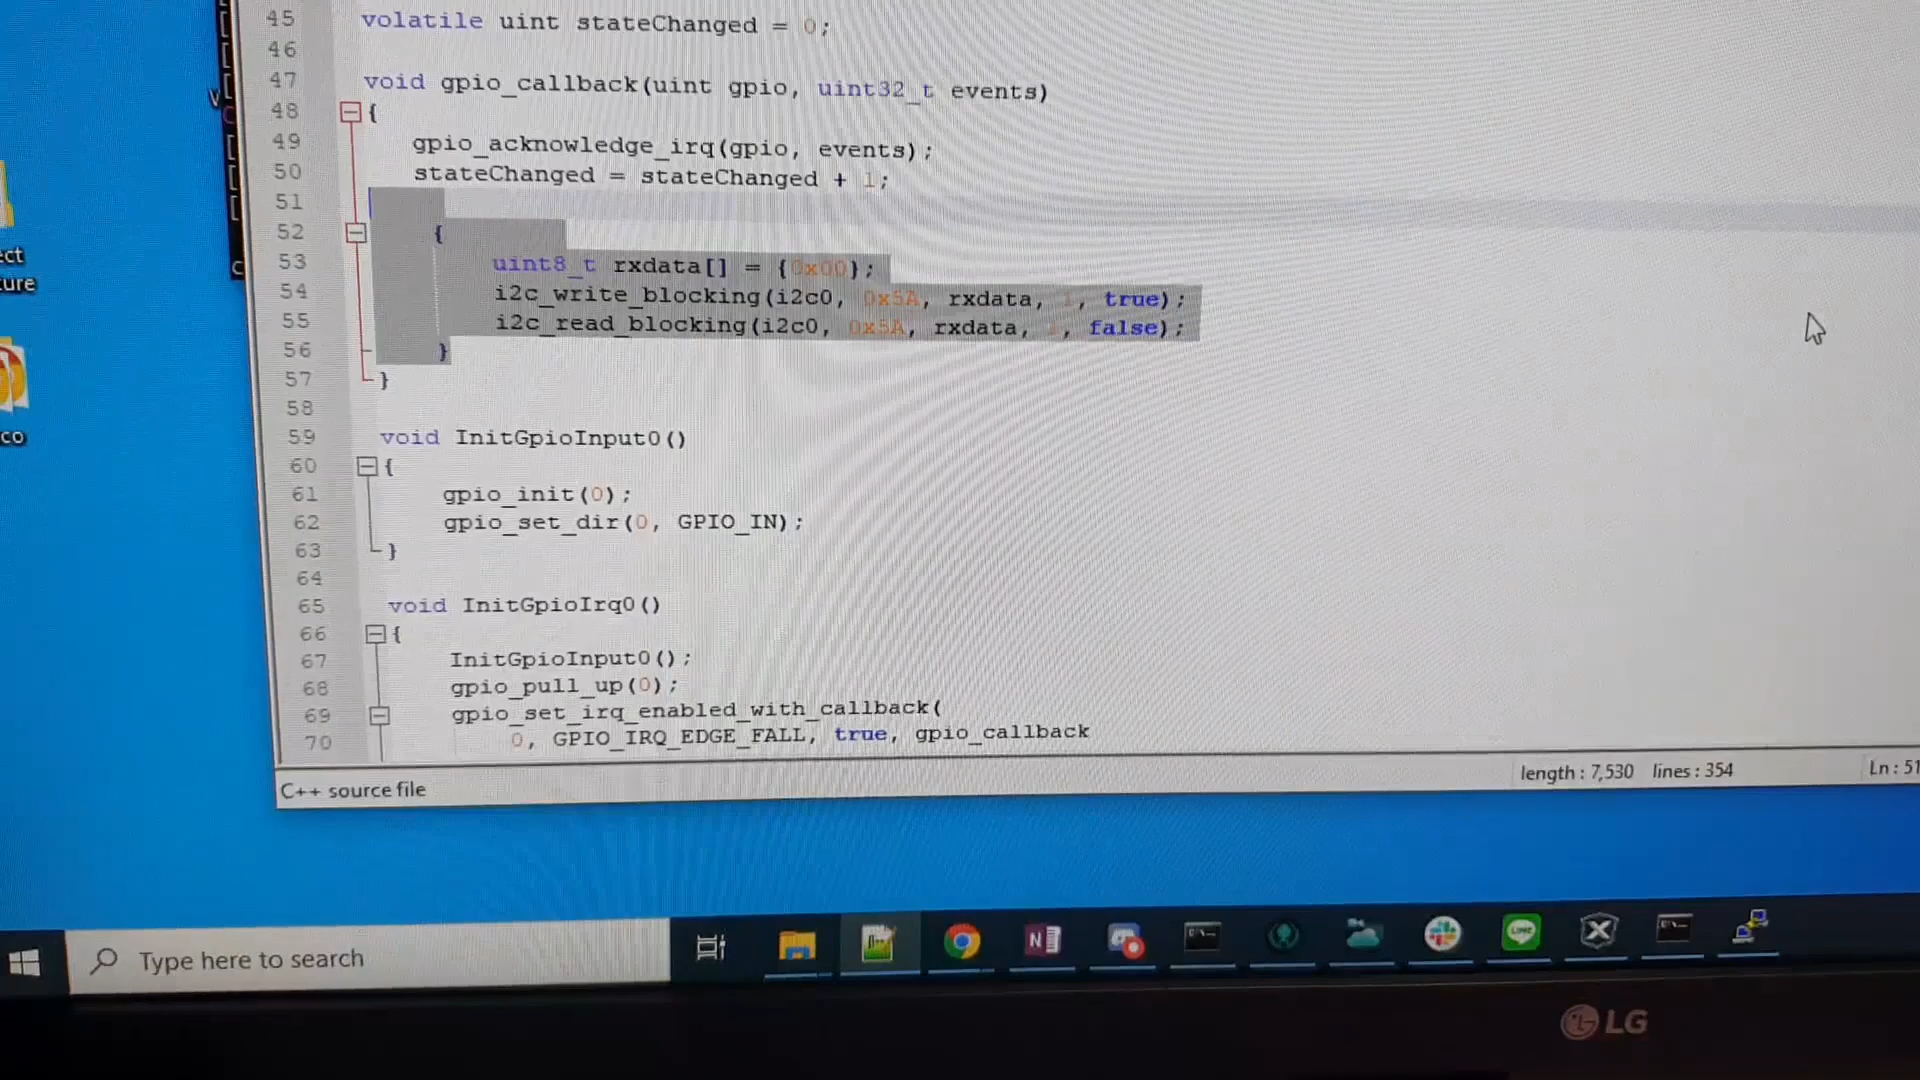 45 volatile uint stateChanged = 0;
46
47 void gpio_callback(uint gpio, uint32_t events)
48 {
49 gpio_acknowledge_irq(gpio, events);
50 stateChanged = stateChanged + 1;
51
52 {
53 uint8_t rxdata[] = {0x00};
54 i2c_write_blocking(i2c0, 0x5A, rxdata, 1, true);
55 i2c_read_blocking(i2c0, 0x5A, rxdata, 1, false);
56 }
57 }
58
59 void InitGpioInput0()
60 {
61 gpio_init(0);
62 gpio_set_dir(0, GPIO_IN);
63 }
64
65 void InitGpioIrq0()
66 {
67 InitGpioInput0();
68 gpio_pull_up(0);
69 gpio_set_irq_enabled_with_callback(
70 0, GPIO_IRQ_EDGE_FALL, true, gpio_callback
C++ source file
length : 7,530 lines : 354
Ln : 51
ect
ture
co
Type here to search
LG